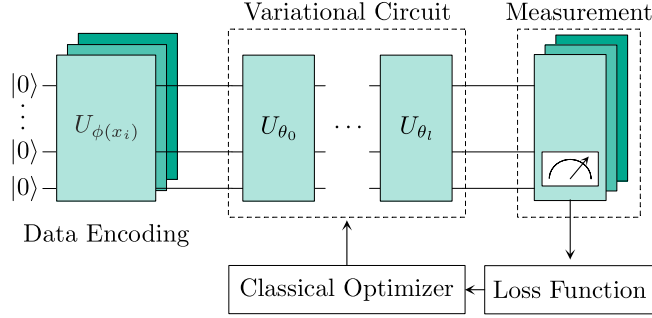 Variational Circuit
Measurement
|0⟩
⋮
|0⟩
|0⟩
U_{ϕ(x_i)}
U_{θ_0}
···
U_{θ_l}
Data Encoding
Classical Optimizer
Loss Function